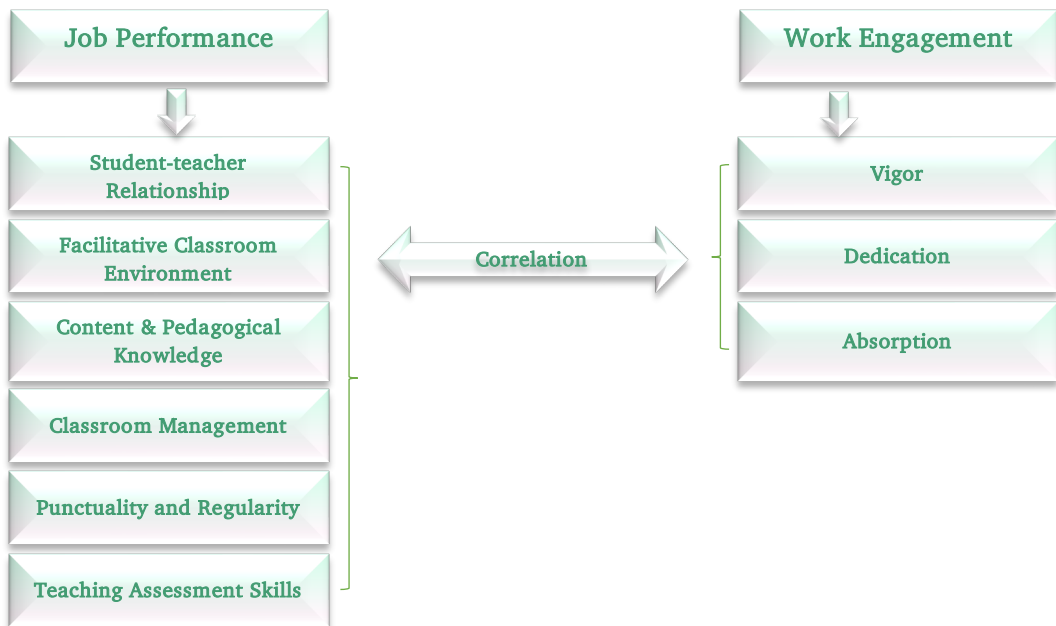 Job Performance
Student-teacher
Relationship
Facilitative Classroom
Environment
Content & Pedagogical
Knowledge
Classroom Management
Punctuality and Regularity
Teaching Assessment Skills
Correlation
Work Engagement
Vigor
Dedication
Absorption